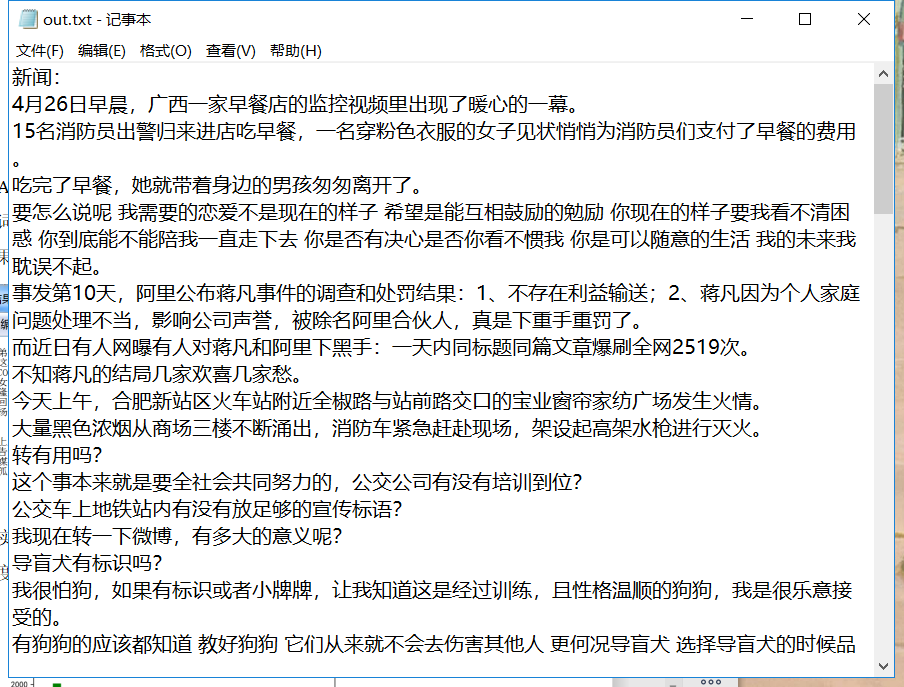 out.txt - 记事本
文件(F) 编辑(E) 格式(O) 查看(V) 帮助(H)
新闻：
4月26日早晨，广西一家早餐店的监控视频里出现了暖心的一幕。
15名消防员出警归来进店吃早餐，一名穿粉色衣服的女子见状悄悄为消防员们支付了早餐的费用
。
吃完了早餐，她就带着身边的男孩匆匆离开了。
要怎么说呢 我需要的恋爱不是现在的样子 希望是能互相鼓励的勉励 你现在的样子要我看不清困
惑 你到底能不能陪我一直走下去 你是否有决心是否你看不惯我 你是可以随意的生活 我的未来我
耽误不起。
事发第10天，阿里公布蒋凡事件的调查和处罚结果：1、不存在利益输送；2、蒋凡因为个人家庭
问题处理不当，影响公司声誉，被除名阿里合伙人，真是下重手重罚了。
而近日有人网曝有人对蒋凡和阿里下黑手：一天内同标题同篇文章爆刷全网2519次。
不知蒋凡的结局几家欢喜几家愁。
今天上午，合肥新站区火车站附近全椒路与站前路交口的宝业窗帘家纺广场发生火情。
大量黑色浓烟从商场三楼不断涌出，消防车紧急赶赴现场，架设起高架水枪进行灭火。
转有用吗？
这个事本来就是要全社会共同努力的，公交公司有没有培训到位？
公交车上地铁站内有没有放足够的宣传标语？
我现在转一下微博，有多大的意义呢？
导盲犬有标识吗？
我很怕狗，如果有标识或者小牌牌，让我知道这是经过训练，且性格温顺的狗狗，我是很乐意接
受的。
有狗狗的应该都知道 教好狗狗 它们从来就不会去伤害其他人 更何况导盲犬 选择导盲犬的时候品
2000